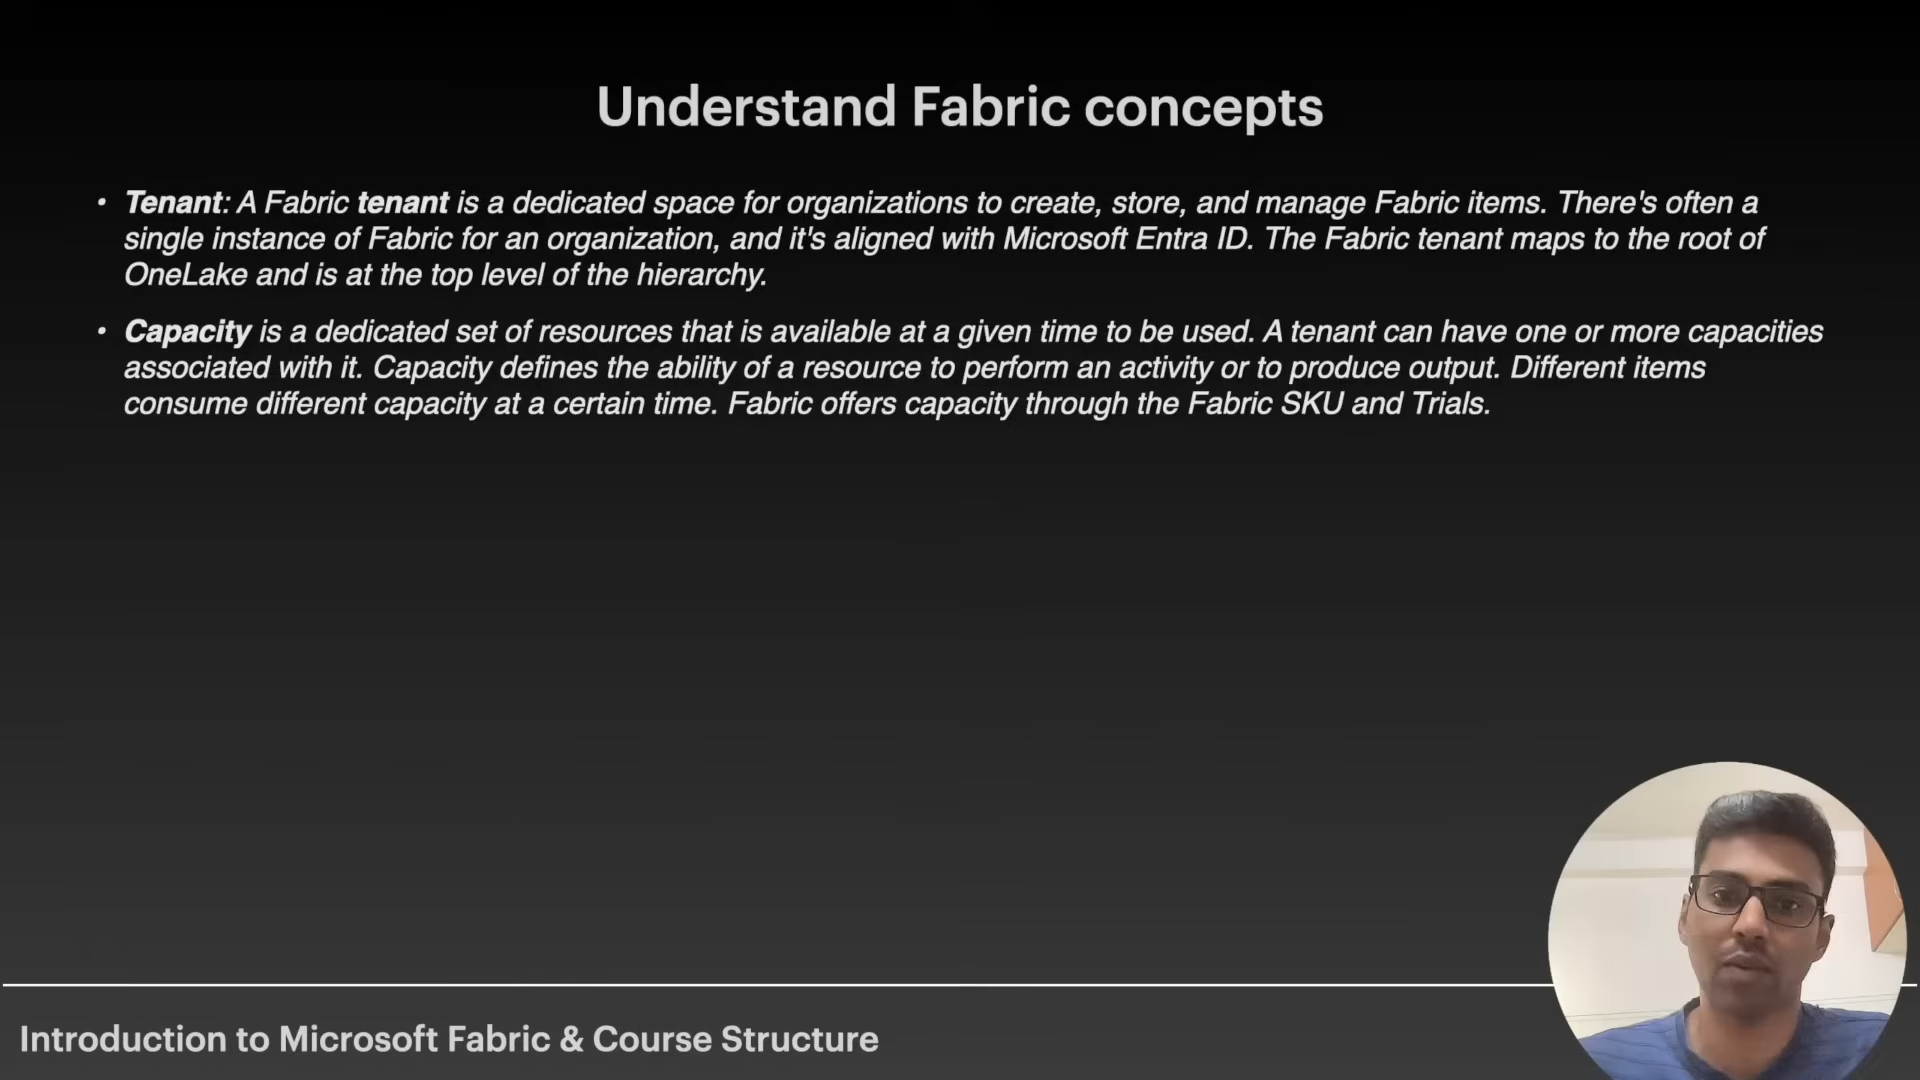 Understand Fabric concepts
• Tenant: A Fabric tenant is a dedicated space for organizations to create, store, and manage Fabric items. There's often a
single instance of Fabric for an organization, and it's aligned with Microsoft Entra ID. The Fabric tenant maps to the root of
OneLake and is at the top level of the hierarchy.
• Capacity is a dedicated set of resources that is available at a given time to be used. A tenant can have one or more capacities
associated with it. Capacity defines the ability of a resource to perform an activity or to produce output. Different items
consume different capacity at a certain time. Fabric offers capacity through the Fabric SKU and Trials.
Introduction to Microsoft Fabric & Course Structure